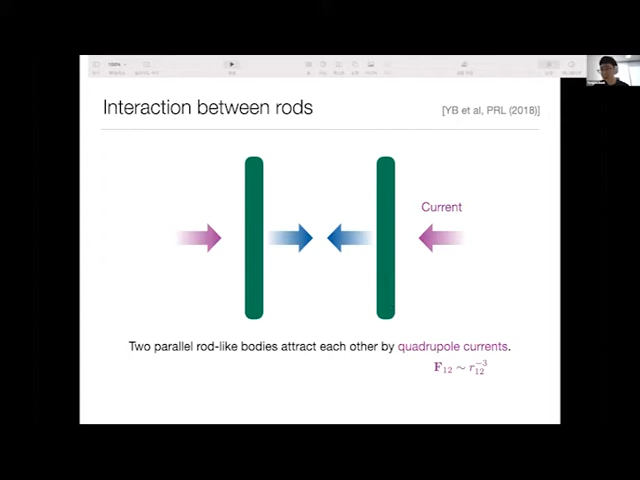 100%
Interaction between rods
[YB et al, PRL (2018)]
Current
Two parallel rod-like bodies attract each other by quadrupole currents.
F₁₂ ~ r₁₂⁻³